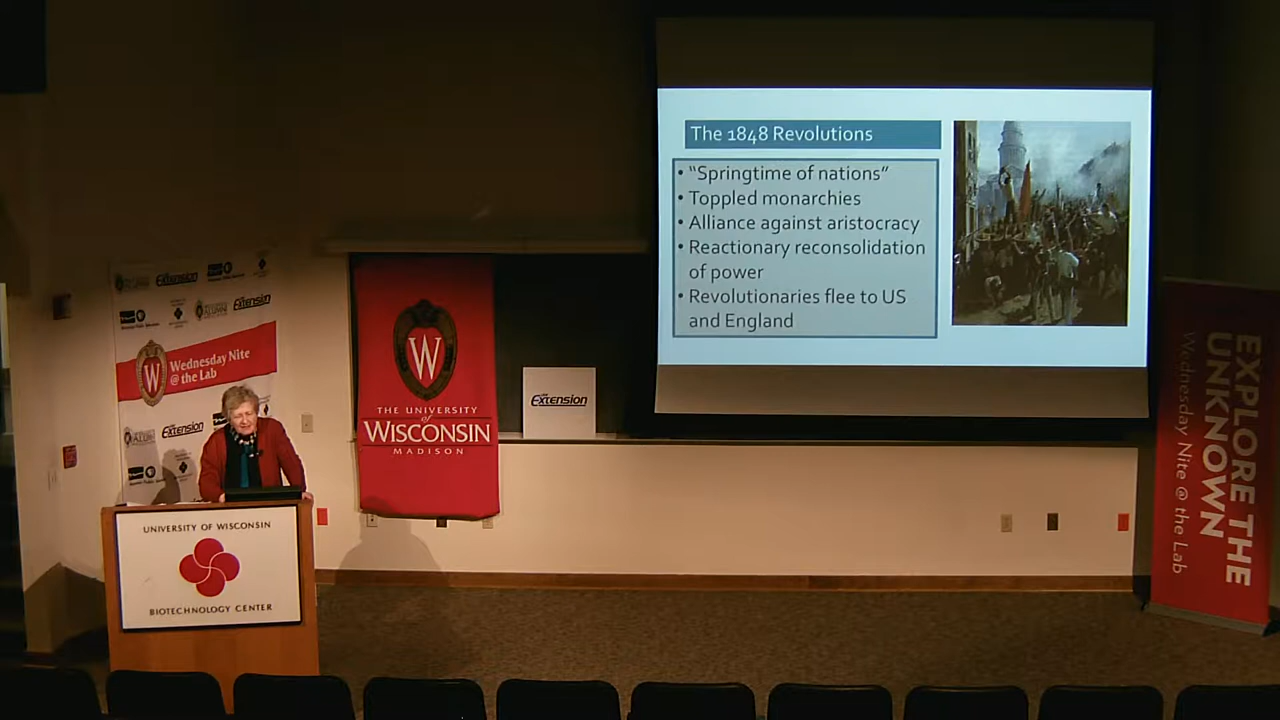 The 1848 Revolutions
• “Springtime of nations”
• Toppled monarchies
• Alliance against aristocracy
• Reactionary reconsolidation
of power
• Revolutionaries flee to US
and England
Extension
Extension
Wednesday Nite
@ the Lab
W
Extension
W
THE UNIVERSITY
of
WISCONSIN
MADISON
Extension
UNIVERSITY OF WISCONSIN
BIOTECHNOLOGY CENTER
EXPLORE THE
UNKNOWN
Wednesday Nite @ the Lab